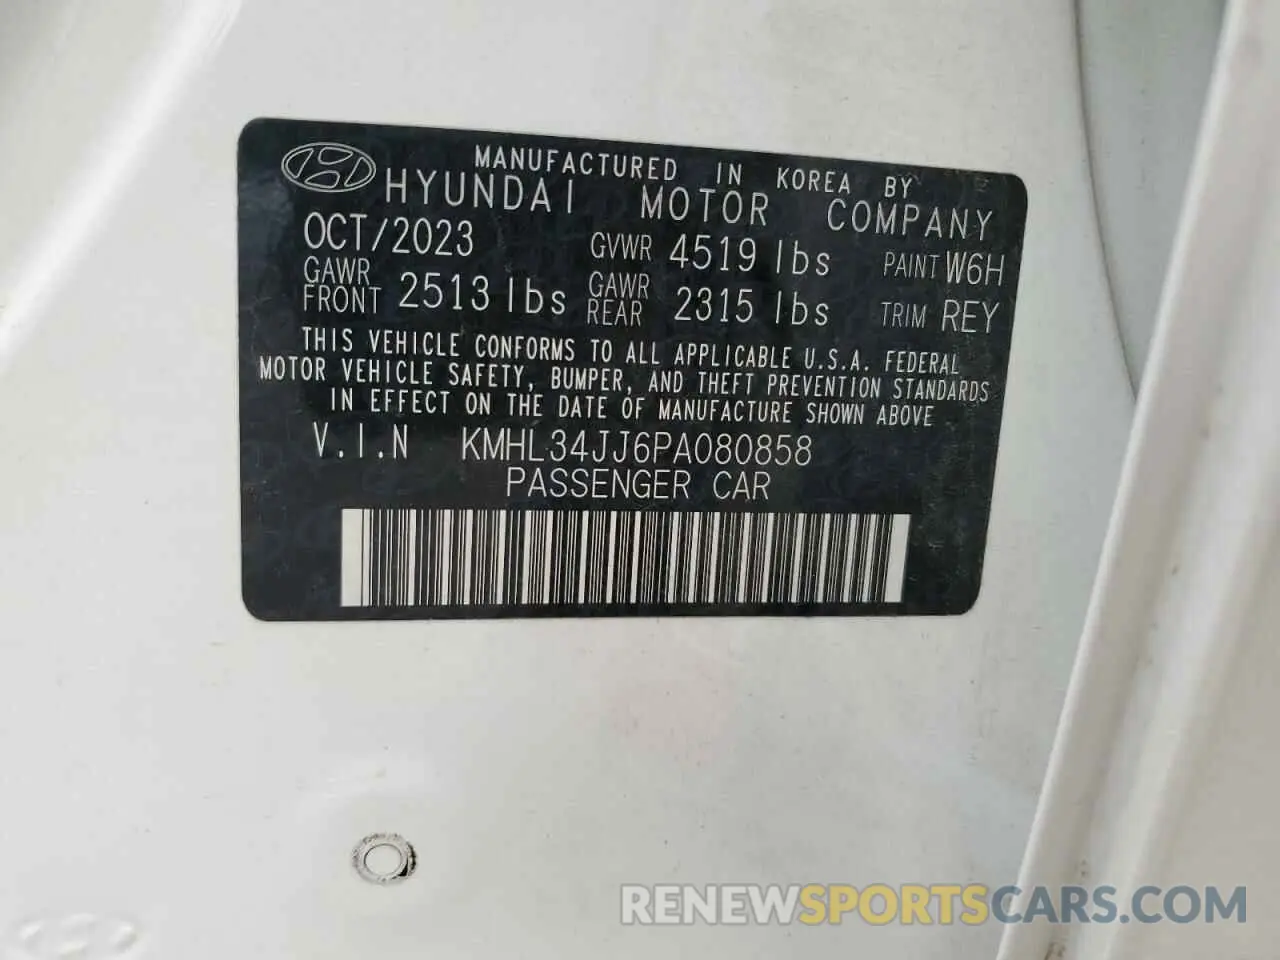 MANUFACTURED IN KOREA BY
HYUNDAI MOTOR COMPANY
OCT/2023 GVWR 4519 lbs PAINT W6H
GAWR FRONT 2513 lbs GAWR REAR 2315 lbs TRIM REY
THIS VEHICLE CONFORMS TO ALL APPLICABLE U.S.A. FEDERAL
MOTOR VEHICLE SAFETY, BUMPER, AND THEFT PREVENTION STANDARDS
IN EFFECT ON THE DATE OF MANUFACTURE SHOWN ABOVE
V.I.N KMHL34JJ6PA080858
PASSENGER CAR
RENEWSPORTSCARS.COM